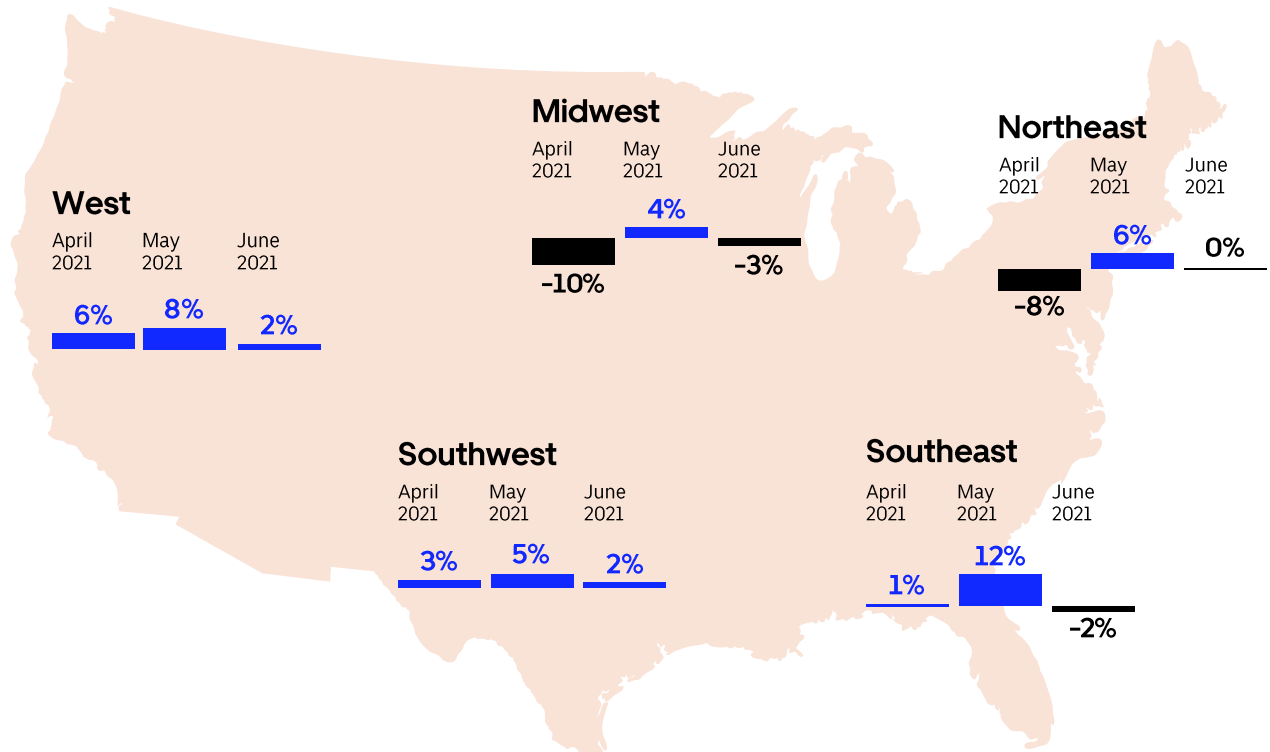 Midwest
April May June
2021 2021 2021
4%
-10%
-3%
Northeast
April May June
2021 2021 2021
6%
0%
-8%
West
April May June
2021 2021 2021
6% 8% 2%
Southwest
April May June
2021 2021 2021
3% 5% 2%
Southeast
April May June
2021 2021 2021
1% 12%
-2%